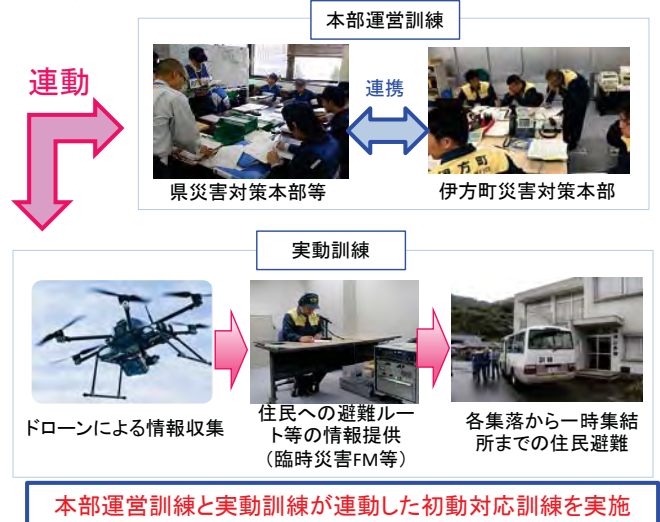 本部運営訓練
連動
連携
県災害対策本部等
伊方町災害対策本部
実動訓練
ドローンによる情報収集
住民への避難ルー
ト等の情報提供
（臨時災害FM等）
各集落から一時集結
所までの住民避難
本部運営訓練と実動訓練が連動した初動対応訓練を実施